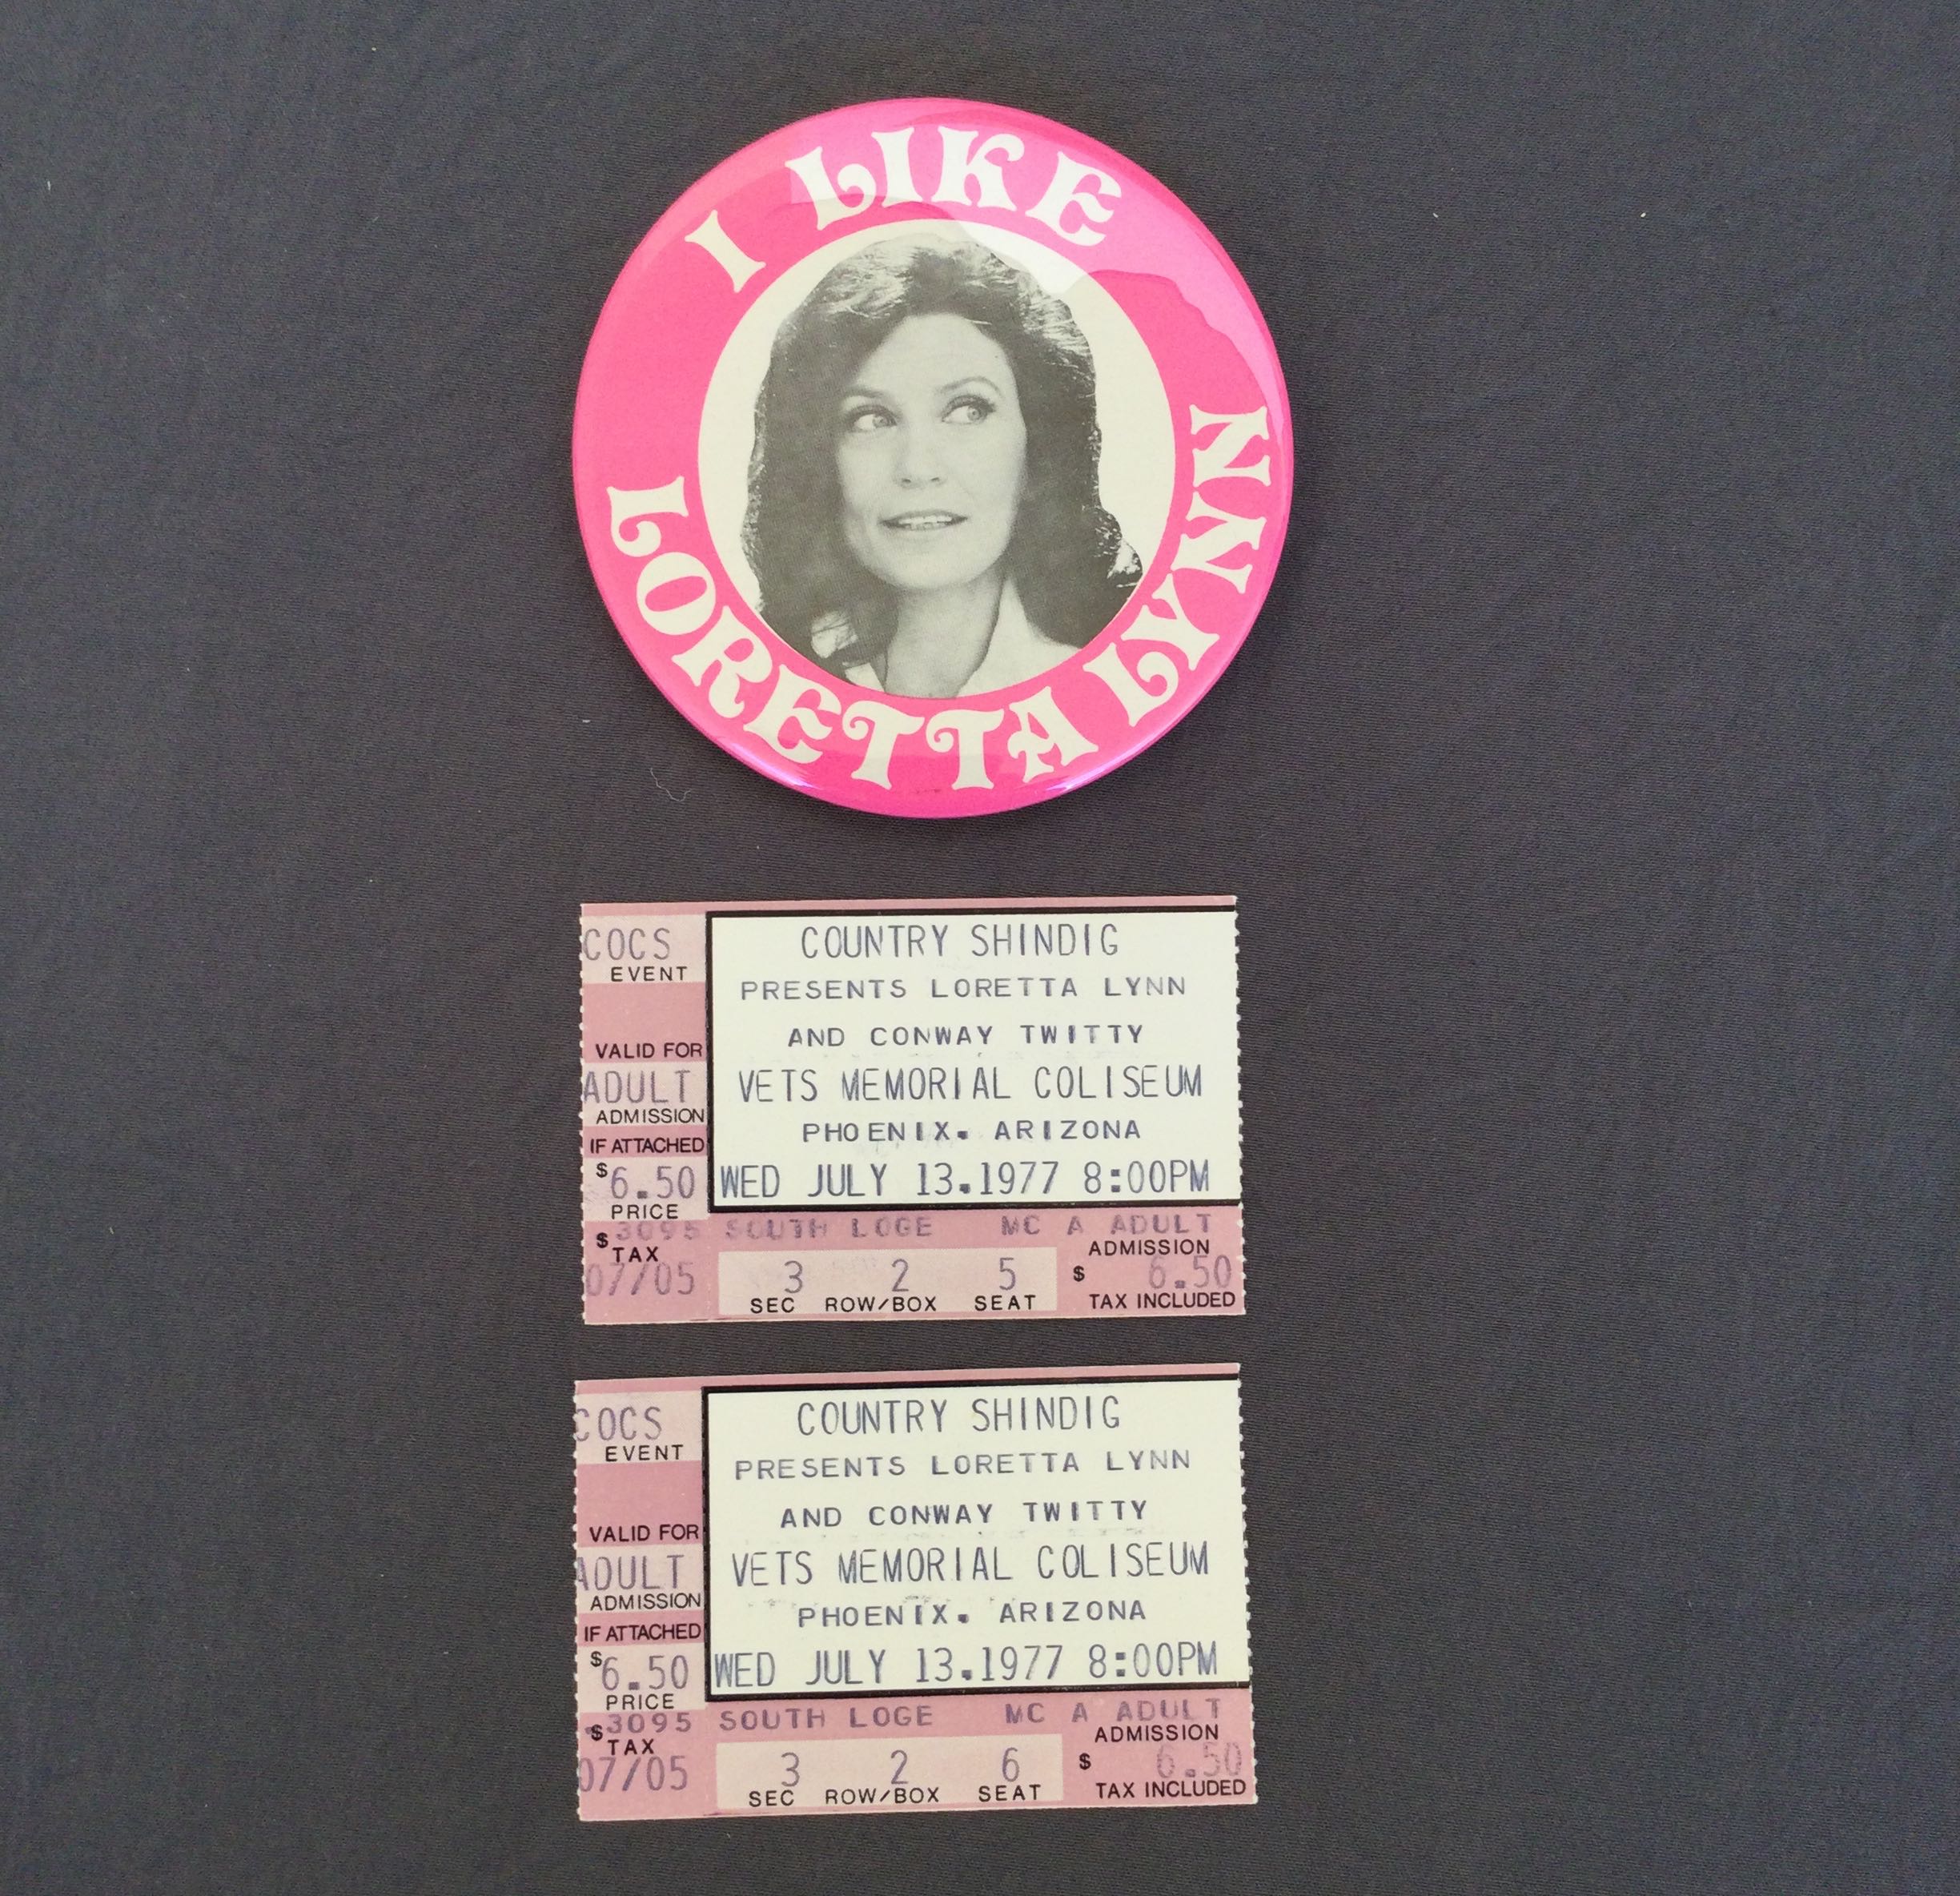 I LIKE
LORETTA LYNN
COCS
EVENT
VALID FOR
ADULT
ADMISSION
IF ATTACHED
$6.50
PRICE
$3095
TAX
07/05
COUNTRY SHINDIG
PRESENTS LORETTA LYNN
AND CONWAY TWITTY
VETS MEMORIAL COLISEUM
PHOENIX. ARIZONA
WED JULY 13.1977 8:00PM
SOUTH LOGE MC A ADULT
ADMISSION
3 2 5 $ 6.50
SEC ROW/BOX SEAT TAX INCLUDED
COCS
EVENT
VALID FOR
ADULT
ADMISSION
IF ATTACHED
$6.50
PRICE
$3095
TAX
07/05
COUNTRY SHINDIG
PRESENTS LORETTA LYNN
AND CONWAY TWITTY
VETS MEMORIAL COLISEUM
PHOENIX. ARIZONA
WED JULY 13.1977 8:00PM
SOUTH LOGE MC A ADULT
ADMISSION
3 2 6 $ 6.50
SEC ROW/BOX SEAT TAX INCLUDED